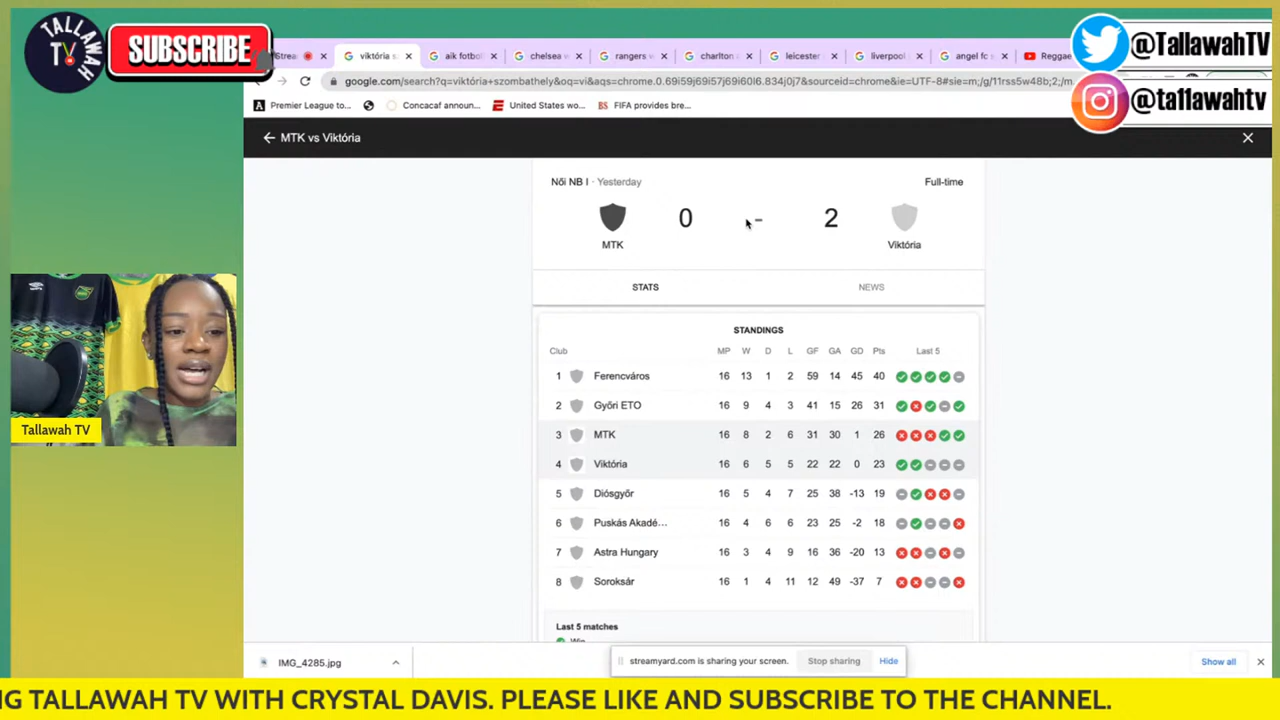 TALLAWAH
TV
SUBSCRIBE
@TallawahTV
@tallawahtv
viktória s
aik fotbol
chelsea w
rangers w
charlton a
leicester
liverpool
angel fc s
Reggae
google.com/search?q=viktória+szombathely&oq=vi&aqs=chrome.0.69i59j69i57j69i60l6.834j0j7&sourceid=chrome&ie=UTF-8#sie=m;/g/11rss5w48b;2;/m
Premier League to...
Concacaf announ...
United States wo...
FIFA provides bre...
MTK vs Viktória
Női NB I · Yesterday
Full-time
0 - 2
MTK
Viktória
STATS
NEWS
STANDINGS
Club MP W D L GF GA GD Pts Last 5
1 Ferencváros 16 13 1 2 59 14 45 40
2 Győri ETO 16 9 4 3 41 15 26 31
3 MTK 16 8 2 6 31 30 1 26
4 Viktória 16 6 5 5 22 22 0 23
5 Diósgyőr 16 5 4 7 25 38 -13 19
6 Puskás Akadé... 16 4 6 6 23 25 -2 18
7 Astra Hungary 16 3 4 9 16 36 -20 13
8 Soroksár 16 1 4 11 12 49 -37 7
Last 5 matches
Win
Tallawah TV
IMG_4285.jpg
streamyard.com is sharing your screen.
Stop sharing
Hide
Show all
NG TALLAWAH TV WITH CRYSTAL DAVIS. PLEASE LIKE AND SUBSCRIBE TO THE CHANNEL.